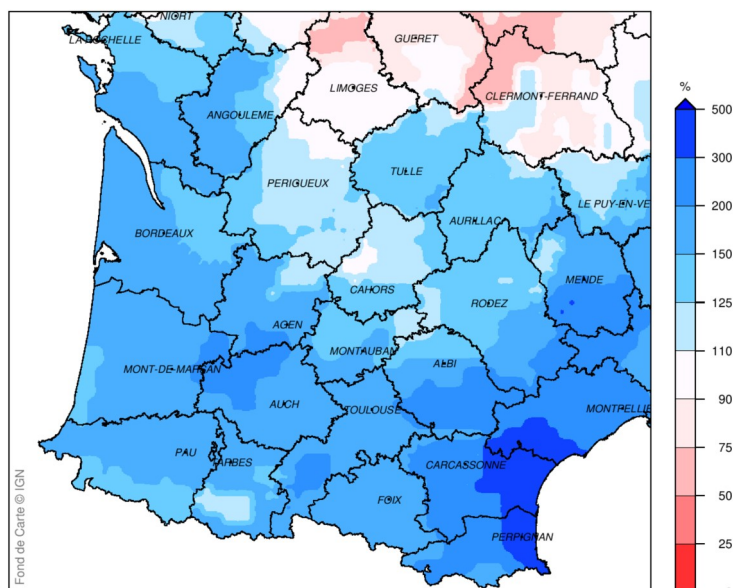 NIORT
LA ROCHELLE
GUERET
LIMOGES
CLERMONT-FERRAND
ANGOULEME
TULLE
PERIGUEUX
LE PUY-EN-VE
AURILLAC
BORDEAUX
MENDE
CAHORS
RODEZ
AGEN
MONTAUBAN
ALBI
MONT-DE-MARSAN
AUCH
TOULOUSE
MONTPELLIE
PAU
TARBES
CARCASSONNE
FOIX
PERPIGNAN
%
500
300
200
150
125
110
90
75
50
25
Fond de Carte © IGN